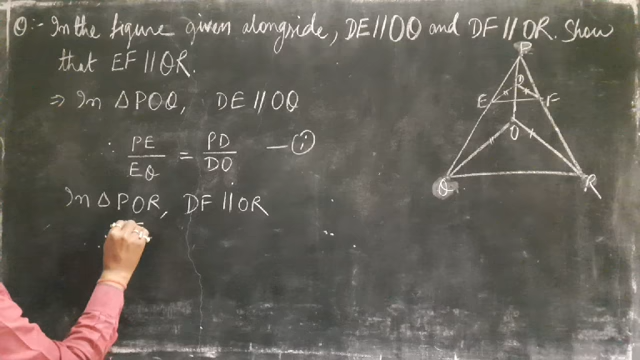 Q:- In the figure given alongside, DE||OQ and DF||OR. Show
that EF||QR.
⇒ In △POQ, DE||OQ
∴ PE/EQ = PD/DO —①
In △POR, DF||OR
P
D
E
F
O
Q
R